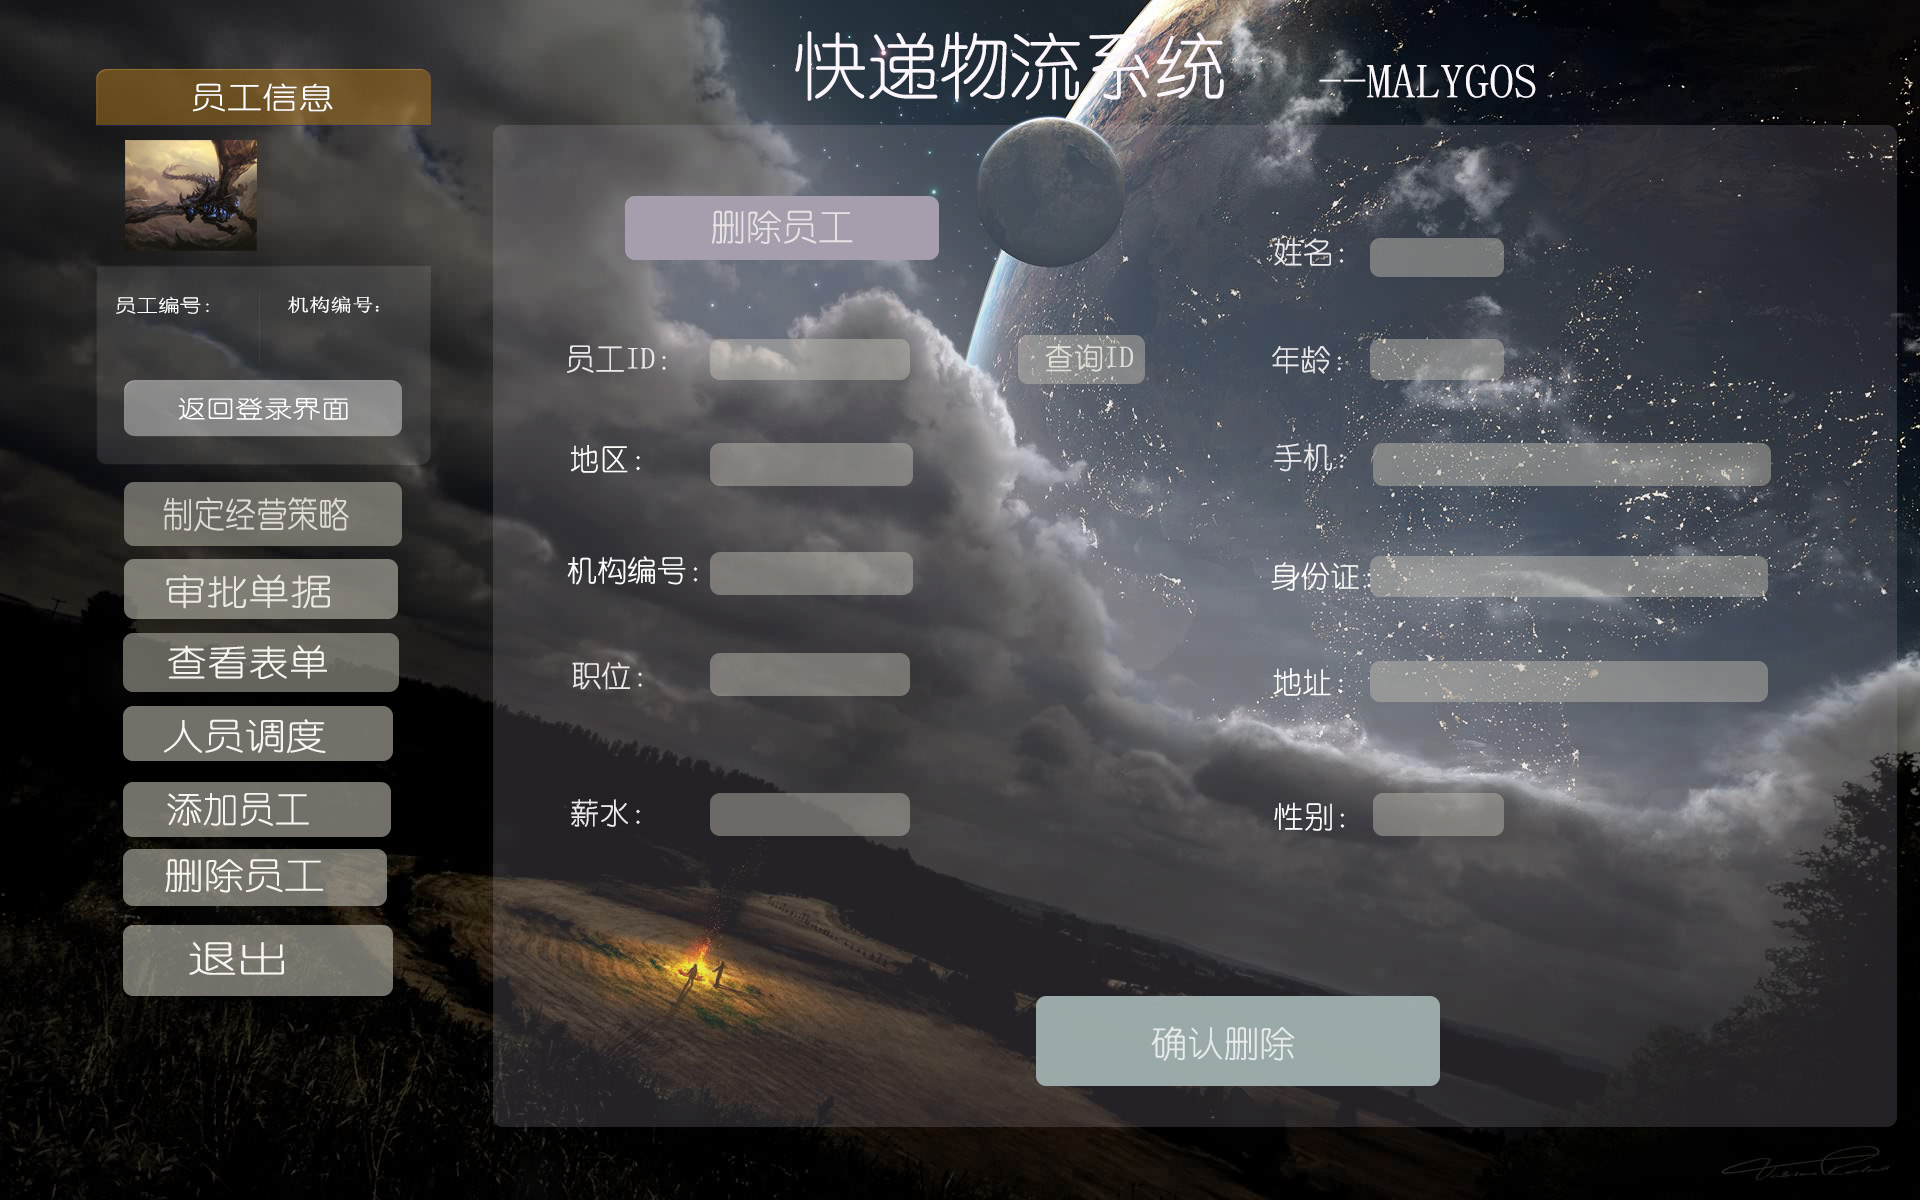 快递物流系统 --MALYGOS
员工信息
员工编号: 机构编号:
返回登录界面
制定经营策略
审批单据
查看表单
人员调度
添加员工
删除员工
退出
删除员工
员工ID: 查询ID
地区:
机构编号:
职位:
薪水:
姓名:
年龄:
手机:
身份证:
地址:
性别:
确认删除